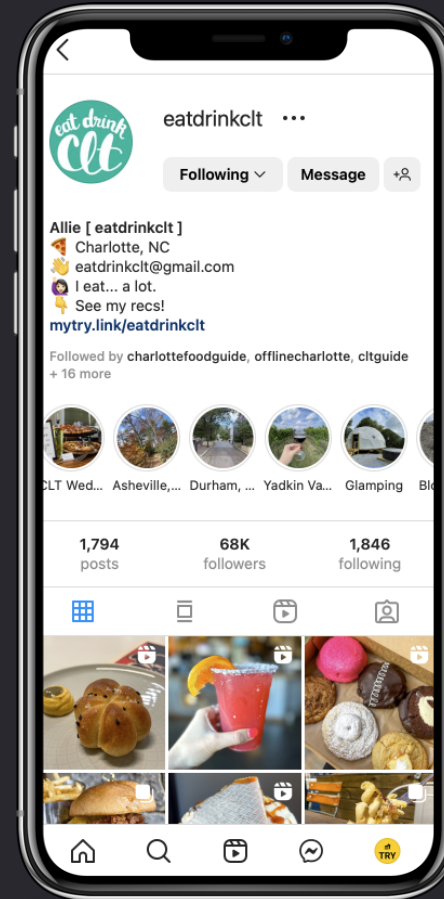 eatdrinkclt •••
eat drink
clt
Following
Message
Allie [ eatdrinkclt ]
🍕 Charlotte, NC
👋 eatdrinkclt@gmail.com
🙋🏻‍♀️ I eat... a lot.
👇 See my recs!
mytry.link/eatdrinkclt
Followed by charlottefoodguide, offlinecharlotte, cltguide
+ 16 more
CLT Wed... Asheville,... Durham, ... Yadkin Va... Glamping Blo
1,794 68K 1,846
posts followers following
TRY